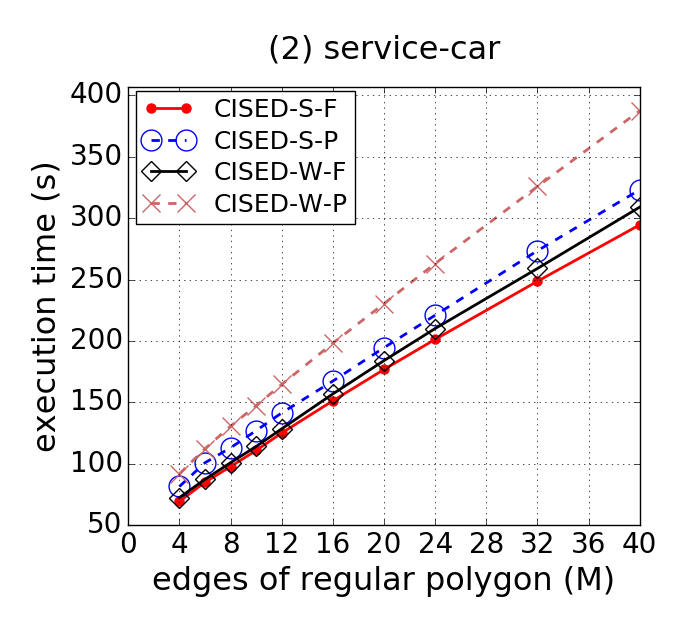 (2) service-car
CISED-S-F
CISED-S-P
CISED-W-F
CISED-W-P
execution time (s)
400
350
300
250
200
150
100
50
0 4 8 12 16 20 24 28 32 36 40
edges of regular polygon (M)